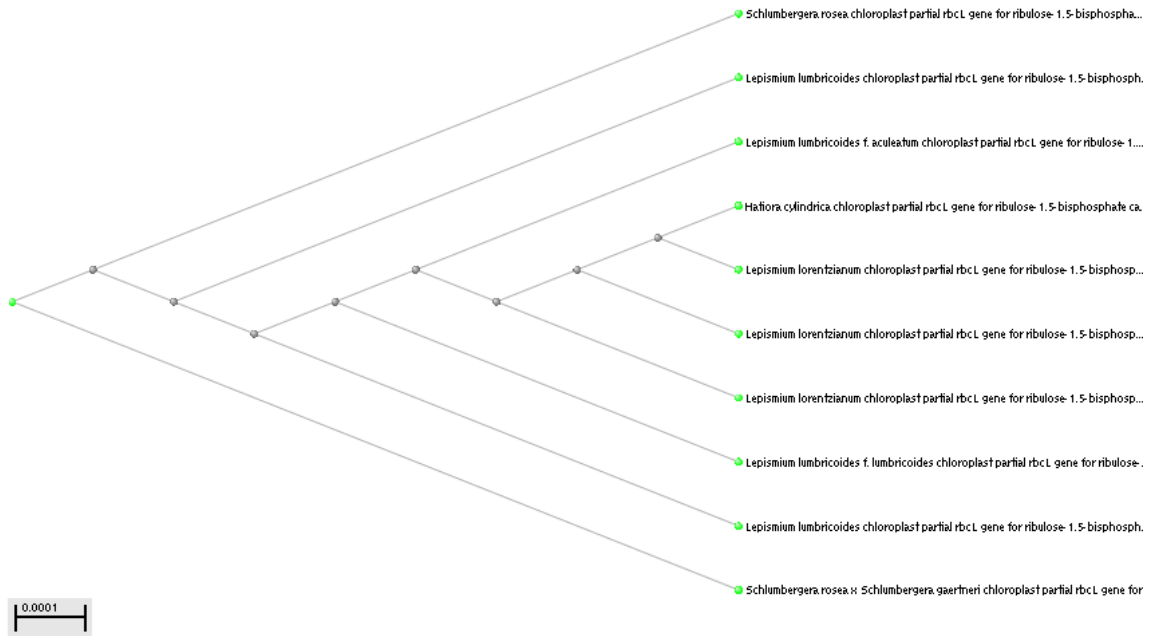 Schlumbergera rosea chloroplast partial rbcL gene for ribulose-1.5-bisphospha...
Lepismium lumbricoides chloroplast partial rbcL gene for ribulose-1.5-bisphosph.
Lepismium lumbricoides f. aculeatum chloroplast partial rbcL gene for ribulose-1....
Hatiora cylindrica chloroplast partial rbcL gene for ribulose-1.5-bisphosphate ca.
Lepismium lorentzianum chloroplast partial rbcL gene for ribulose-1.5-bisphosp...
Lepismium lorentzianum chloroplast partial rbcL gene for ribulose-1.5-bisphosp...
Lepismium lorentzianum chloroplast partial rbcL gene for ribulose-1.5-bisphosp...
Lepismium lumbricoides f. lumbricoides chloroplast partial rbcL gene for ribulose-.
Lepismium lumbricoides chloroplast partial rbcL gene for ribulose-1.5-bisphosph.
Schlumbergera rosea x Schlumbergera gaertneri chloroplast partial rbcL gene for
0.0001